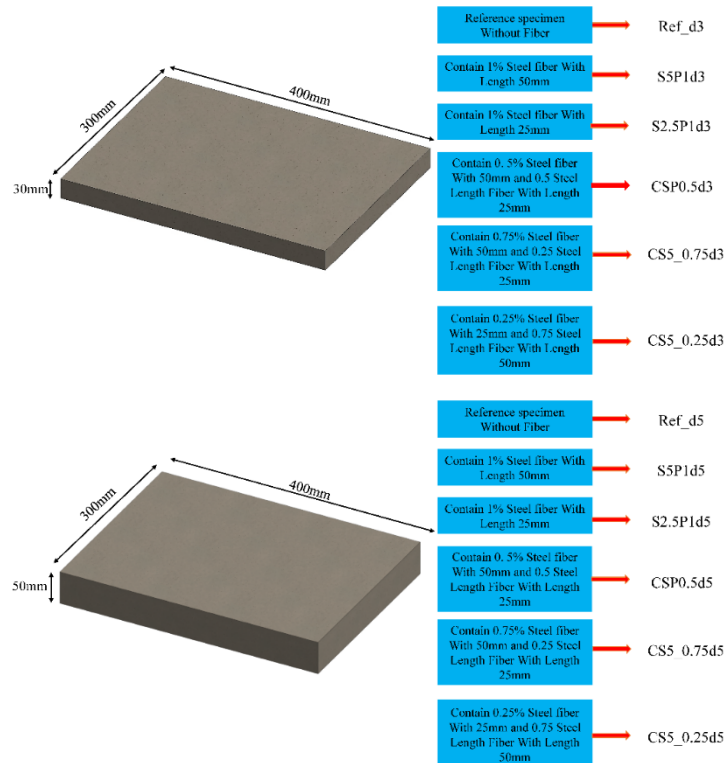 300mm
400mm
30mm
Reference specimen
Without Fiber
Ref_d3
Contain 1% Steel fiber With
Length 50mm
S5P1d3
Contain 1% Steel fiber With
Length 25mm
S2.5P1d3
Contain 0. 5% Steel fiber
With 50mm and 0.5 Steel
Length Fiber With Length
25mm
CSP0.5d3
Contain 0.75% Steel fiber
With 50mm and 0.25 Steel
Length Fiber With Length
25mm
CS5_0.75d3
Contain 0.25% Steel fiber
With 25mm and 0.75 Steel
Length Fiber With Length
50mm
CS5_0.25d3
300mm
400mm
50mm
Reference specimen
Without Fiber
Ref_d5
Contain 1% Steel fiber With
Length 50mm
S5P1d5
Contain 1% Steel fiber With
Length 25mm
S2.5P1d5
Contain 0. 5% Steel fiber
With 50mm and 0.5 Steel
Length Fiber With Length
25mm
CSP0.5d5
Contain 0.75% Steel fiber
With 50mm and 0.25 Steel
Length Fiber With Length
25mm
CS5_0.75d5
Contain 0.25% Steel fiber
With 25mm and 0.75 Steel
Length Fiber With Length
50mm
CS5_0.25d5